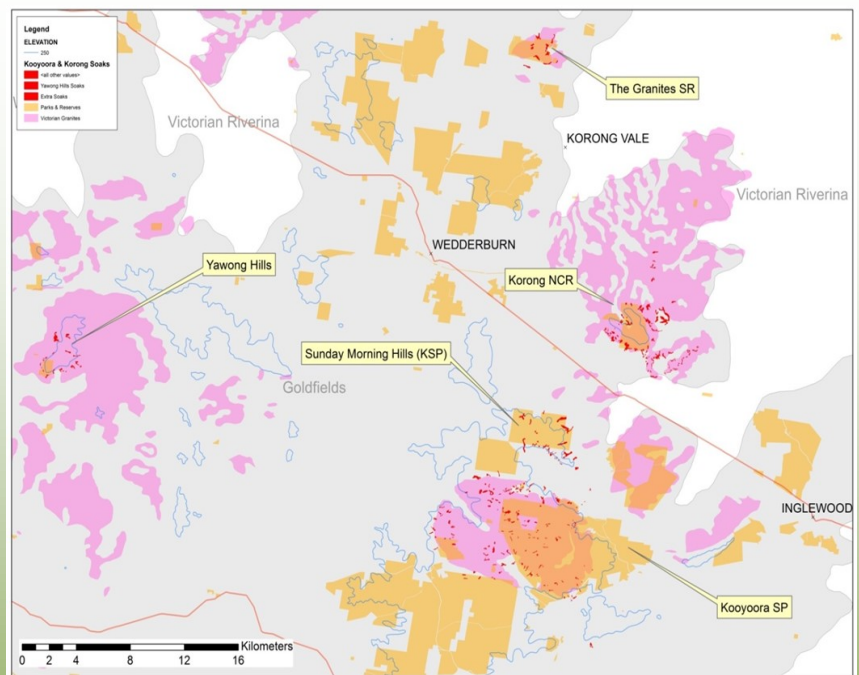 Legend
ELEVATION
250
Kooyoora & Korong Soaks
<all other values>
Yawong Hills Soaks
Extra Soaks
Parks & Reserves
Victorian Granites
The Granites SR
Victorian Riverina
KORONG VALE
Victorian Riverina
WEDDERBURN
Yawong Hills
Korong NCR
Sunday Morning Hills (KSP)
Goldfields
INGLEWOOD
Kooyoora SP
Kilometers
0 2 4 8 12 16